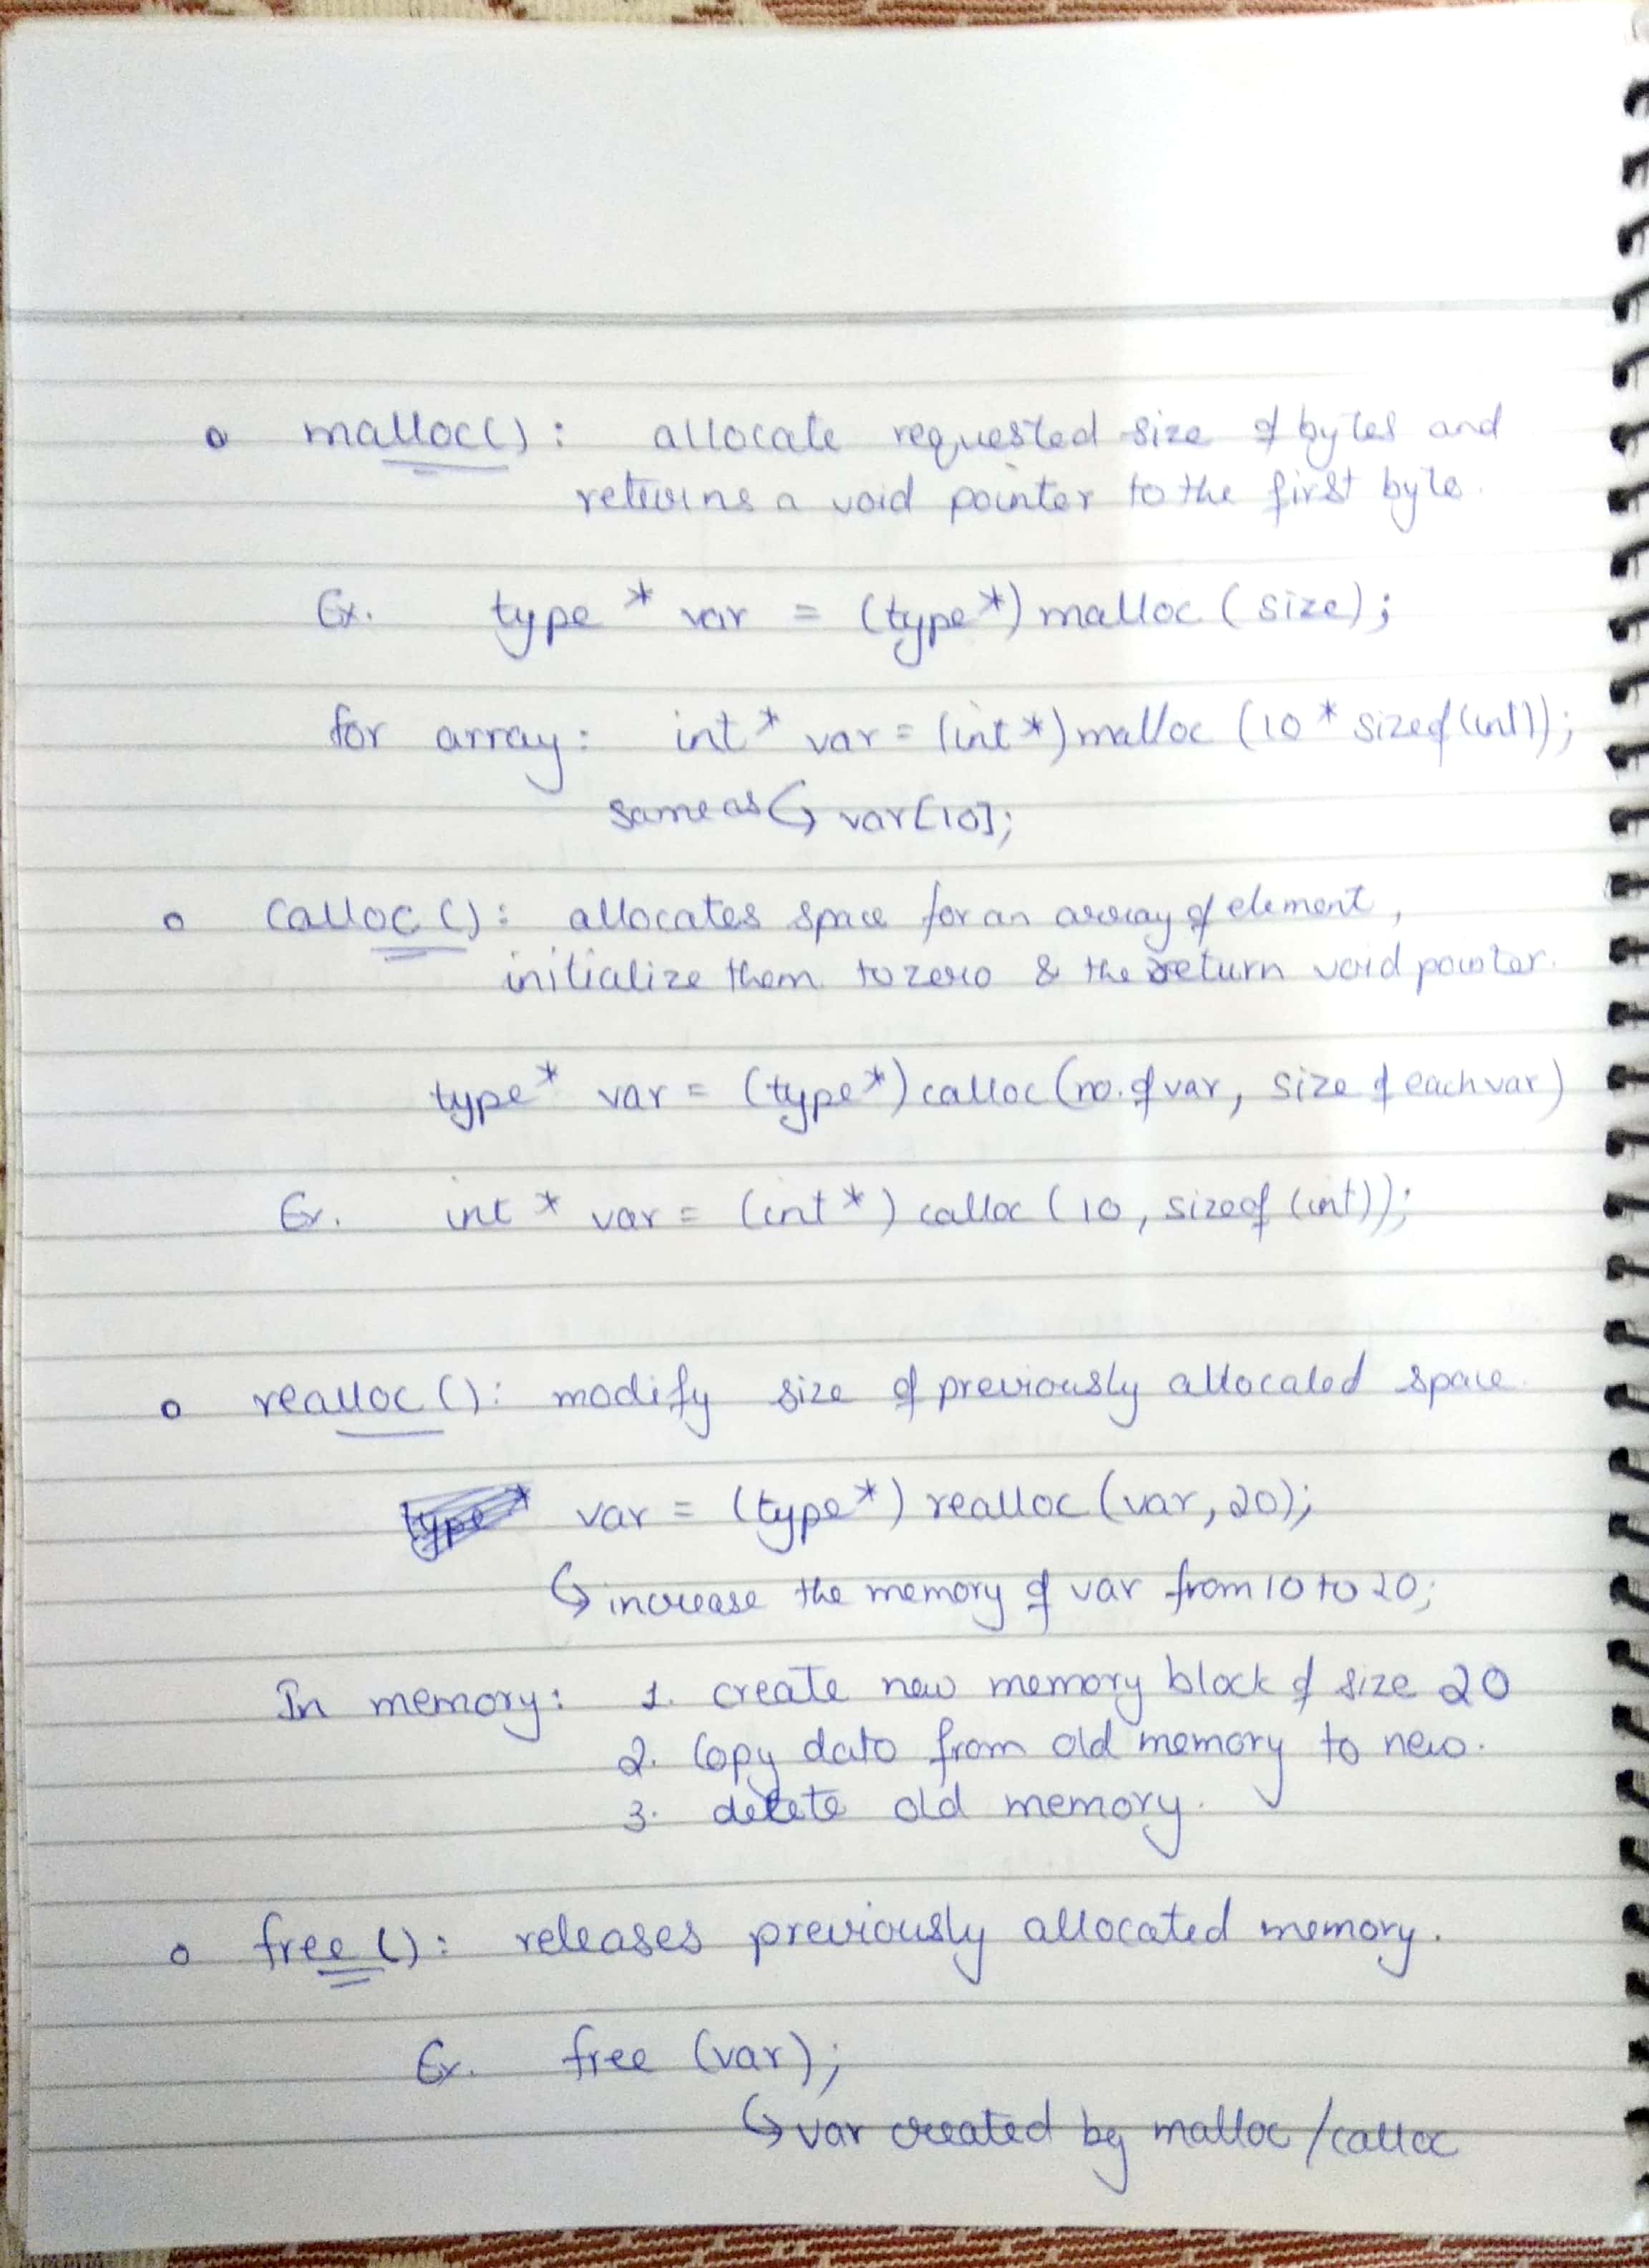 o malloc(): allocate requested size of bytes and
returns a void pointer to the first byte.
Ex. type* var = (type*) malloc (size);
for array: int* var = (int*) malloc (10 * sizeof(int));
same as ↪ var[10];
o calloc(): allocates space for an array of element,
initialize them to zero & the return void pointer.
type* var = (type*) calloc (no. of var, size of each var)
Ex. int* var = (int*) calloc (10, sizeof (int));
o realloc(): modify size of previously allocated space.
type* var = (type*) realloc (var, 20);
↪ increase the memory of var from 10 to 20;
In memory: 1. create new memory block of size 20
2. Copy data from old memory to new.
3. delete old memory.
o free(): releases previously allocated memory.
Ex. free (var);
↪ var created by malloc/calloc